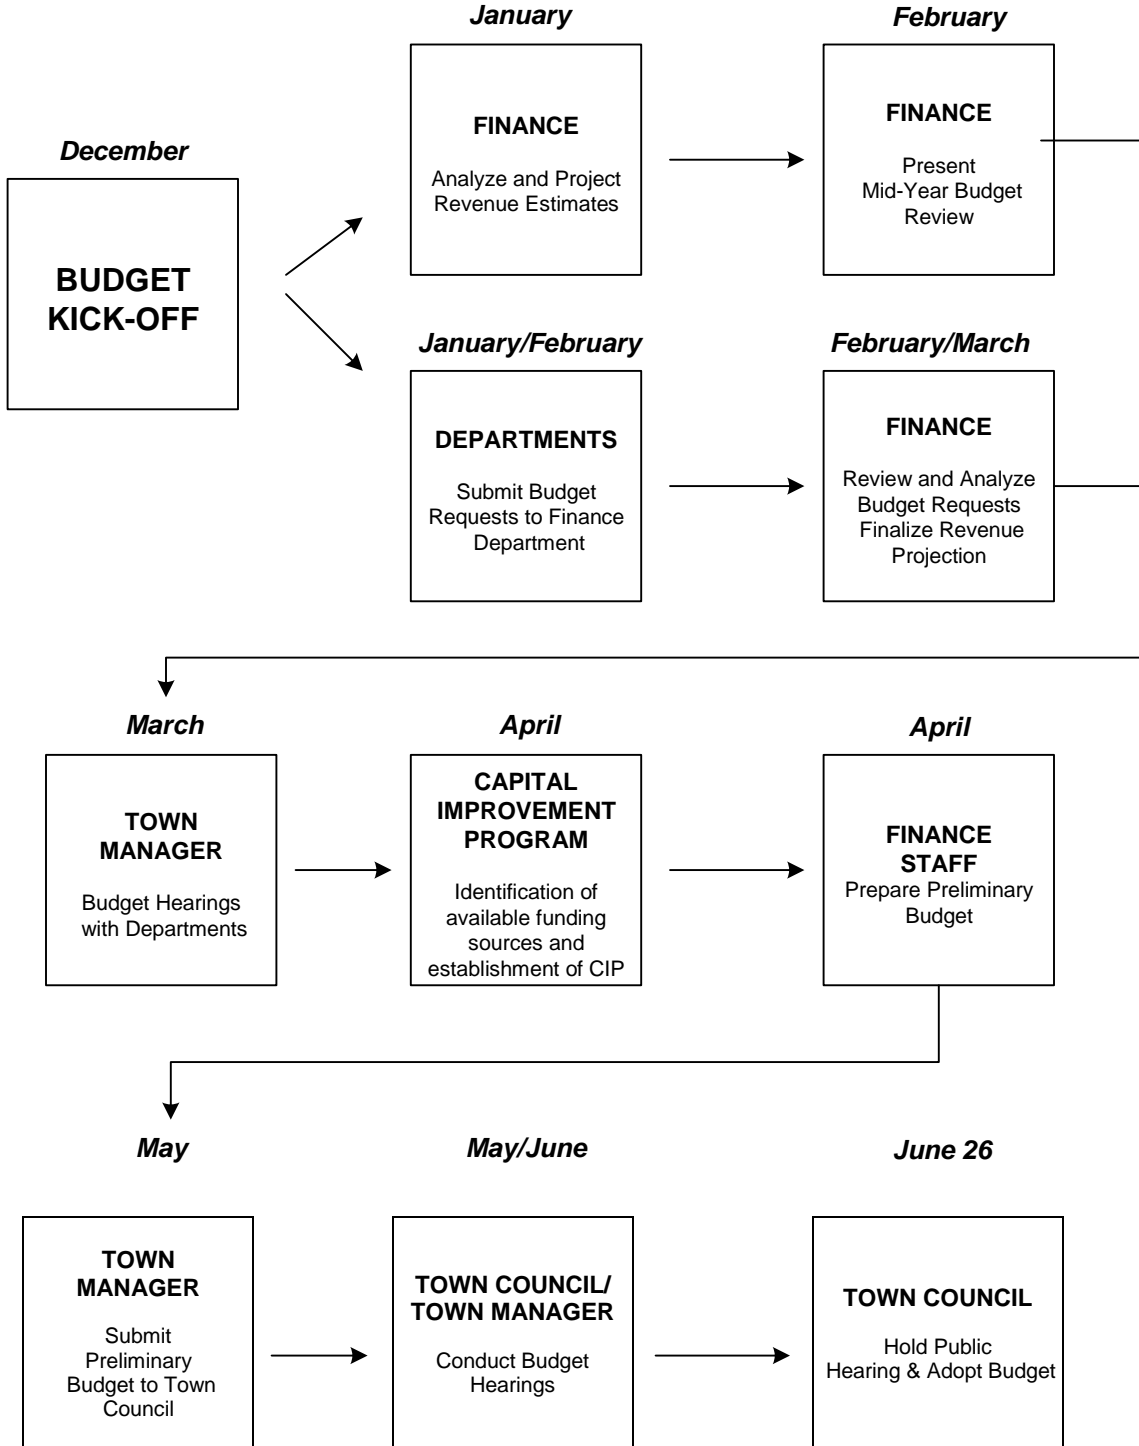 January
February
December
FINANCE
Analyze and Project
Revenue Estimates
FINANCE
Present
Mid-Year Budget
Review
BUDGET
KICK-OFF
January/February
February/March
DEPARTMENTS
Submit Budget
Requests to Finance
Department
FINANCE
Review and Analyze
Budget Requests
Finalize Revenue
Projection
March
April
April
TOWN
MANAGER
Budget Hearings
with Departments
CAPITAL
IMPROVEMENT
PROGRAM
Identification of
available funding
sources and
establishment of CIP
FINANCE
STAFF
Prepare Preliminary
Budget
May
May/June
June 26
TOWN
MANAGER
Submit
Preliminary
Budget to Town
Council
TOWN COUNCIL/
TOWN MANAGER
Conduct Budget
Hearings
TOWN COUNCIL
Hold Public
Hearing & Adopt Budget